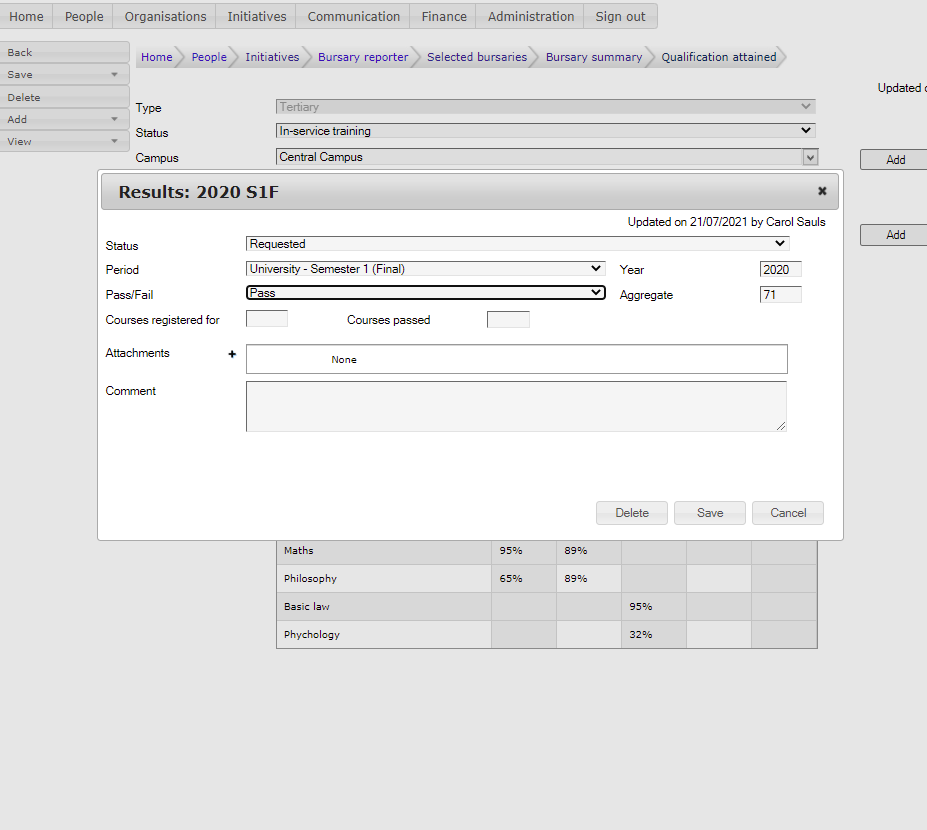 Home People Organisations Initiatives Communication Finance Administration Sign out
Back
Save
Delete
Add
View
Home People Initiatives Bursary reporter Selected bursaries Bursary summary Qualification attained
Updated
Type Tertiary
Status In-service training
Campus Central Campus
Add
Add
Results: 2020 S1F
Updated on 21/07/2021 by Carol Sauls
Status Requested
Period University - Semester 1 (Final) Year 2020
Pass/Fail Pass Aggregate 71
Courses registered for Courses passed
Attachments + None
Comment
Delete Save Cancel
Maths 95% 89%
Philosophy 65% 89%
Basic law 95%
Phychology 32%